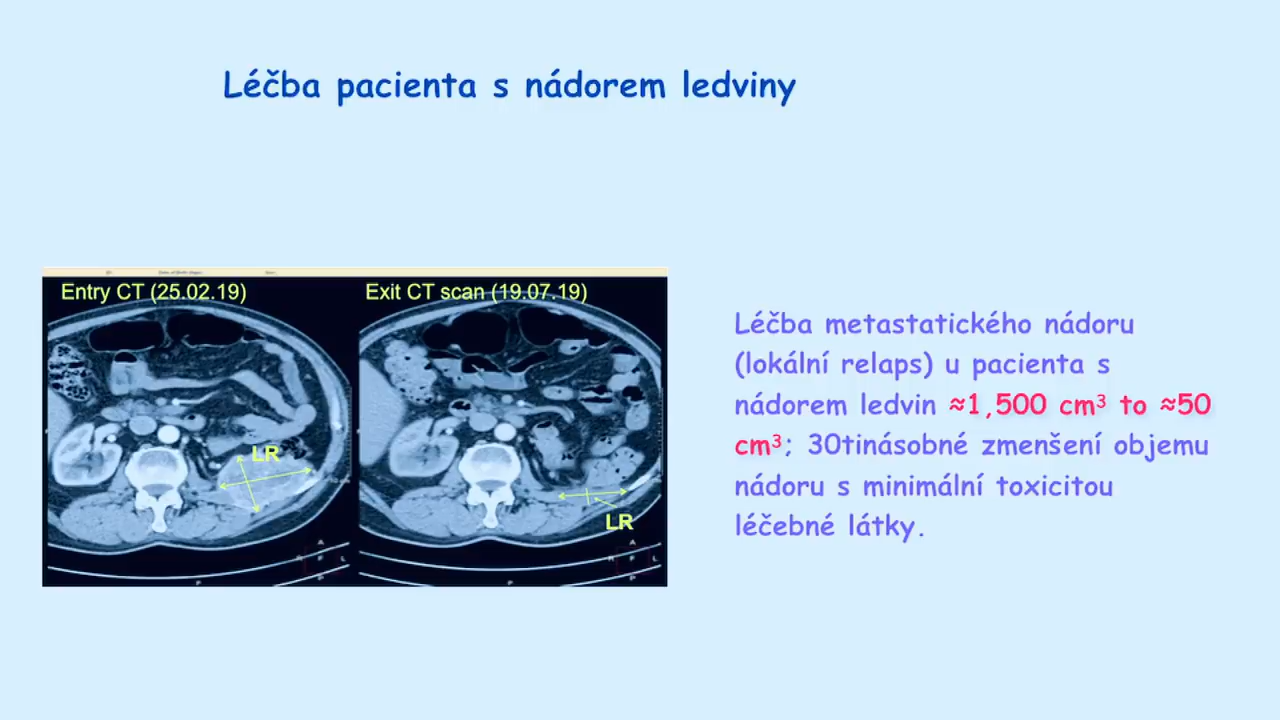 Léčba pacienta s nádorem ledviny
Entry CT (25.02.19)
Exit CT scan (19.07.19)
LR
LR
A
R F L
P
A
R F L
P
P
P
Léčba metastatického nádoru
(lokální relaps) u pacienta s
nádorem ledvin ≈1,500 cm³ to ≈50
cm³; 30tinásobné zmenšení objemu
nádoru s minimální toxicitou
léčebné látky.